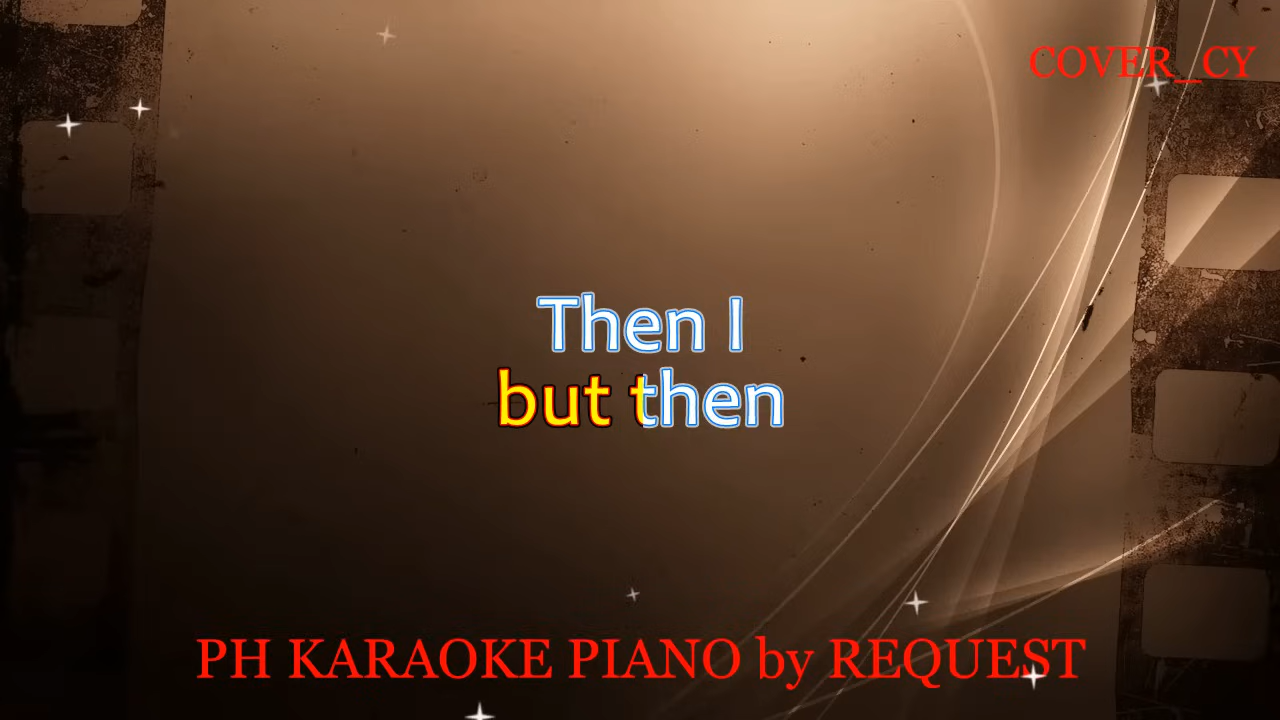 COVER_CY
Then I
but then
PH KARAOKE PIANO by REQUEST